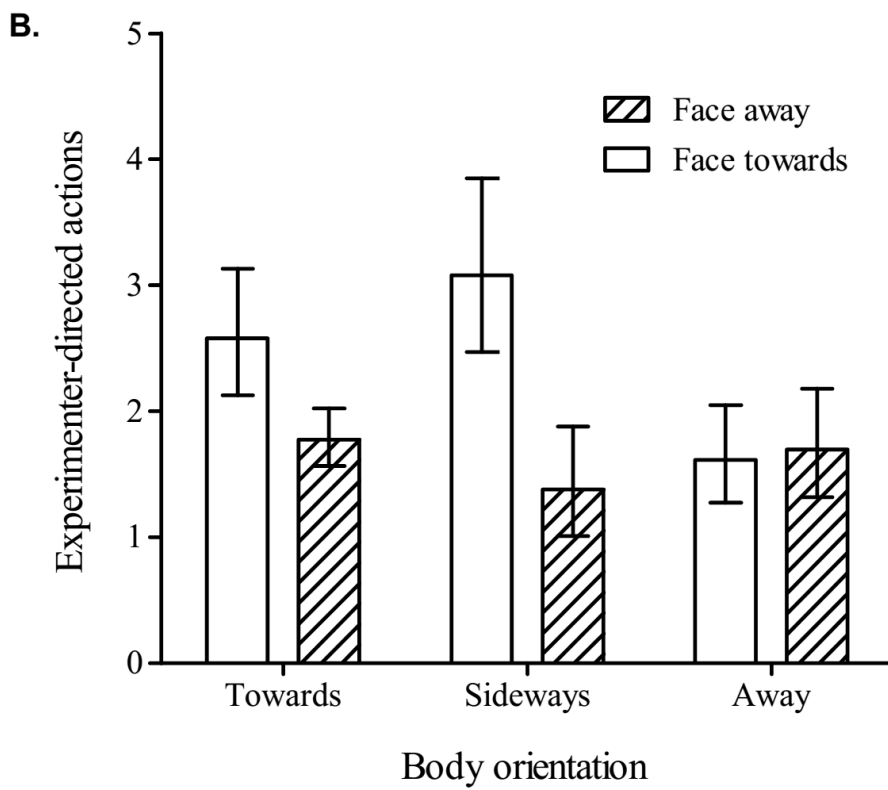 B.
5
4
3
2
1
0
Experimenter-directed actions
Face away
Face towards
Towards
Sideways
Away
Body orientation